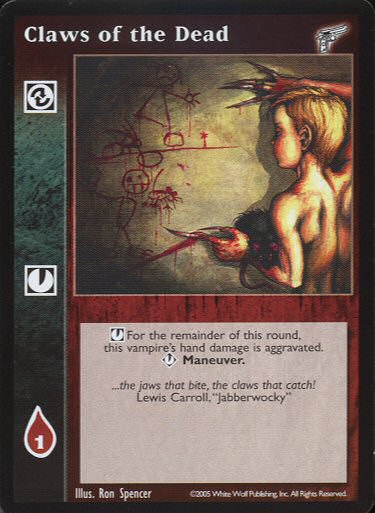 Claws of the Dead
For the remainder of this round,
this vampire's hand damage is aggravated.
Maneuver.
...the jaws that bite, the claws that catch!
Lewis Carroll, "Jabberwocky"
1
Illus. Ron Spencer
©2005 White Wolf Publishing, Inc. All Rights Reserved.